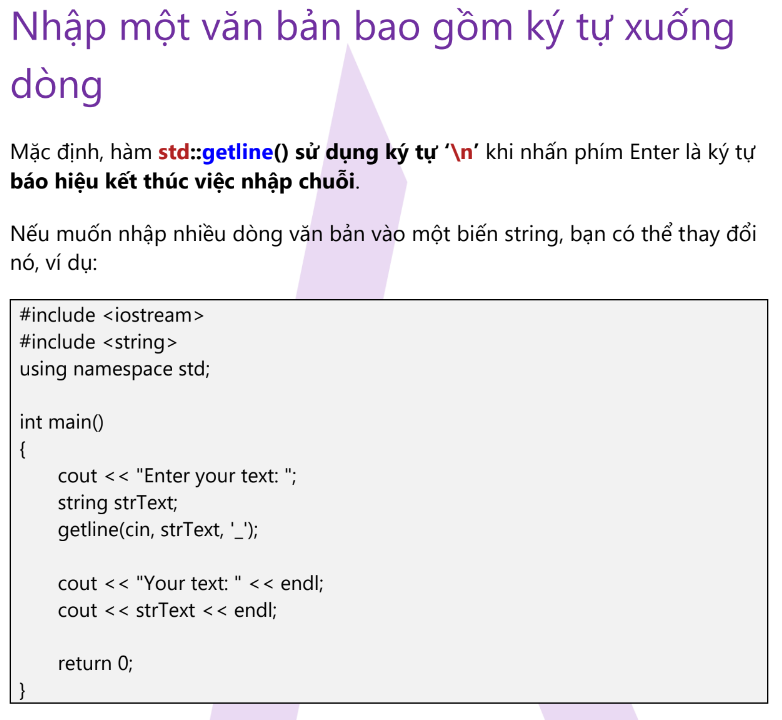 Nhập một văn bản bao gồm ký tự xuống
dòng
Mặc định, hàm std::getline() sử dụng ký tự ‘\n’ khi nhấn phím Enter là ký tự
báo hiệu kết thúc việc nhập chuỗi.
Nếu muốn nhập nhiều dòng văn bản vào một biến string, bạn có thể thay đổi
nó, ví dụ:
#include <iostream>
#include <string>
using namespace std;
int main()
{
cout << "Enter your text: ";
string strText;
getline(cin, strText, '_');
cout << "Your text: " << endl;
cout << strText << endl;
return 0;
}